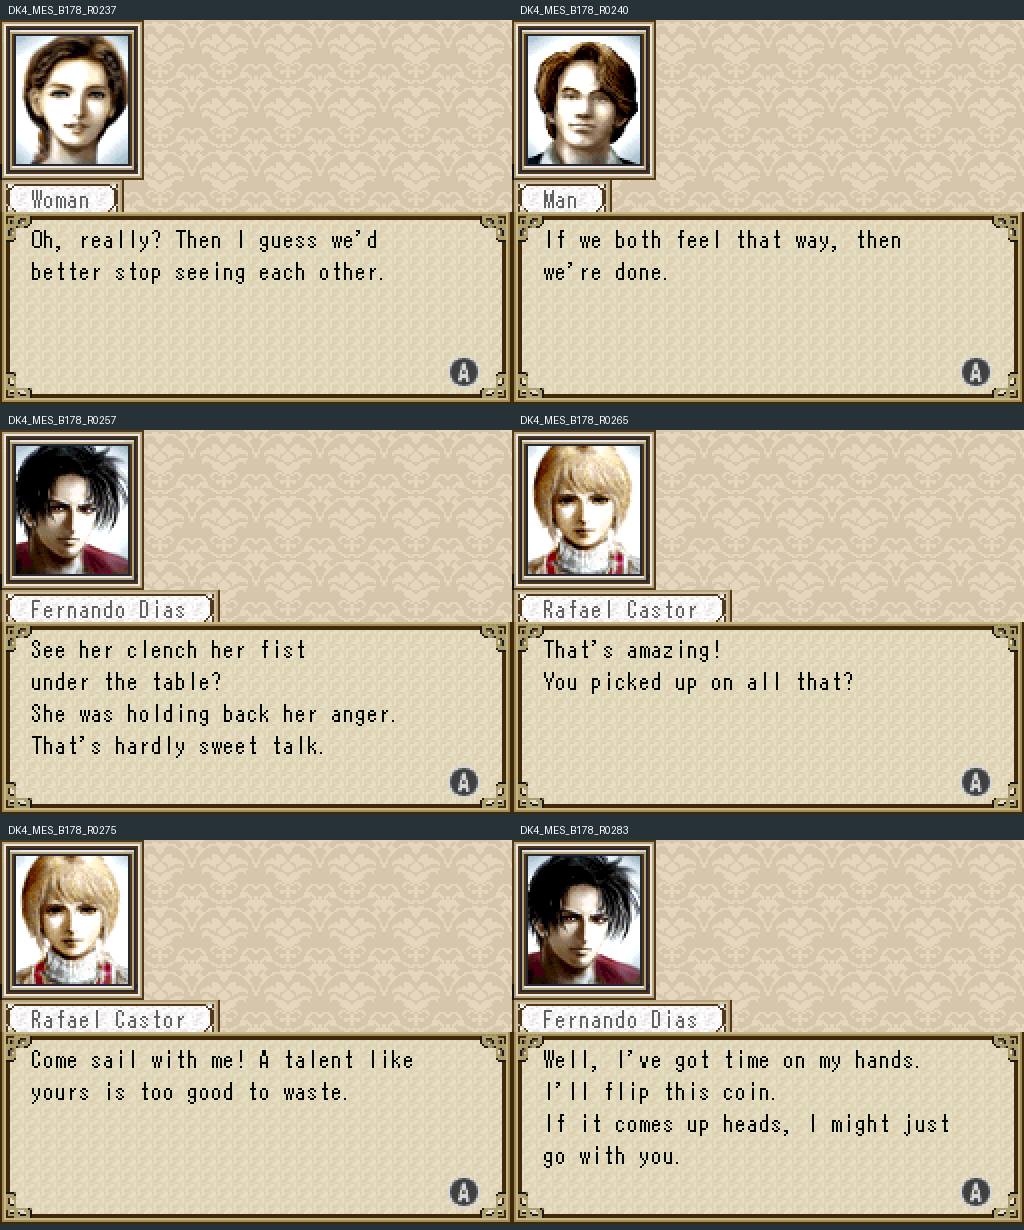 DK4_MES_B178_R0237
Woman
Oh, really? Then I guess we'd
better stop seeing each other.
A
DK4_MES_B178_R0240
Man
If we both feel that way, then
we're done.
A
DK4_MES_B178_R0257
Fernando Dias
See her clench her fist
under the table?
She was holding back her anger.
That's hardly sweet talk.
A
DK4_MES_B178_R0265
Rafael Castor
That's amazing!
You picked up on all that?
A
DK4_MES_B178_R0275
Rafael Castor
Come sail with me! A talent like
yours is too good to waste.
A
DK4_MES_B178_R0283
Fernando Dias
Well, I've got time on my hands.
I'll flip this coin.
If it comes up heads, I might just
go with you.
A